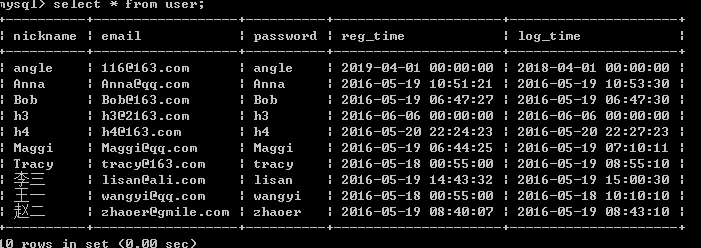 mysql> select * from user;
| nickname | email | password | reg_time | log_time |
| angle | 116@163.com | angle | 2019-04-01 00:00:00 | 2018-04-01 00:00:00 |
| Anna | Anna@qq.com | Anna | 2016-05-19 10:51:21 | 2016-05-19 10:53:30 |
| Bob | Bob@163.com | Bob | 2016-05-19 06:47:27 | 2016-05-19 06:47:30 |
| h3 | h3@2163.com | h3 | 2016-06-06 00:00:00 | 2016-06-06 00:00:00 |
| h4 | h4@163.com | h4 | 2016-05-20 22:24:23 | 2016-05-20 22:27:23 |
| Maggi | Maggi@qq.com | Maggi | 2016-05-19 06:44:25 | 2016-05-19 07:10:11 |
| Tracy | tracy@163.com | tracy | 2016-05-18 00:55:00 | 2016-05-19 08:55:10 |
| 李三 | lisan@ali.com | lisan | 2016-05-19 14:43:32 | 2016-05-19 15:00:30 |
| 王一 | wangyi@qq.com | wangyi | 2016-05-18 00:55:00 | 2016-05-18 10:10:10 |
| 赵二 | zhaoer@gmile.com | zhaoer | 2016-05-19 08:40:07 | 2016-05-19 08:43:10 |
10 rows in set (0.00 sec)